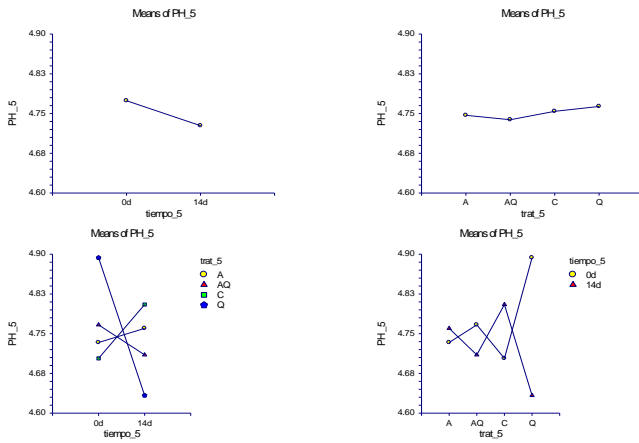 Means of PH_5
4.90
4.83
4.75
4.68
4.60
PH_5
0d
14d
tiempo_5
Means of PH_5
4.90
4.83
4.75
4.68
4.60
PH_5
A
AQ
C
Q
trat_5
Means of PH_5
4.90
4.83
4.75
4.68
4.60
PH_5
0d
14d
tiempo_5
trat_5
A
AQ
C
Q
Means of PH_5
4.90
4.83
4.75
4.68
4.60
PH_5
A
AQ
C
Q
trat_5
tiempo_5
0d
14d